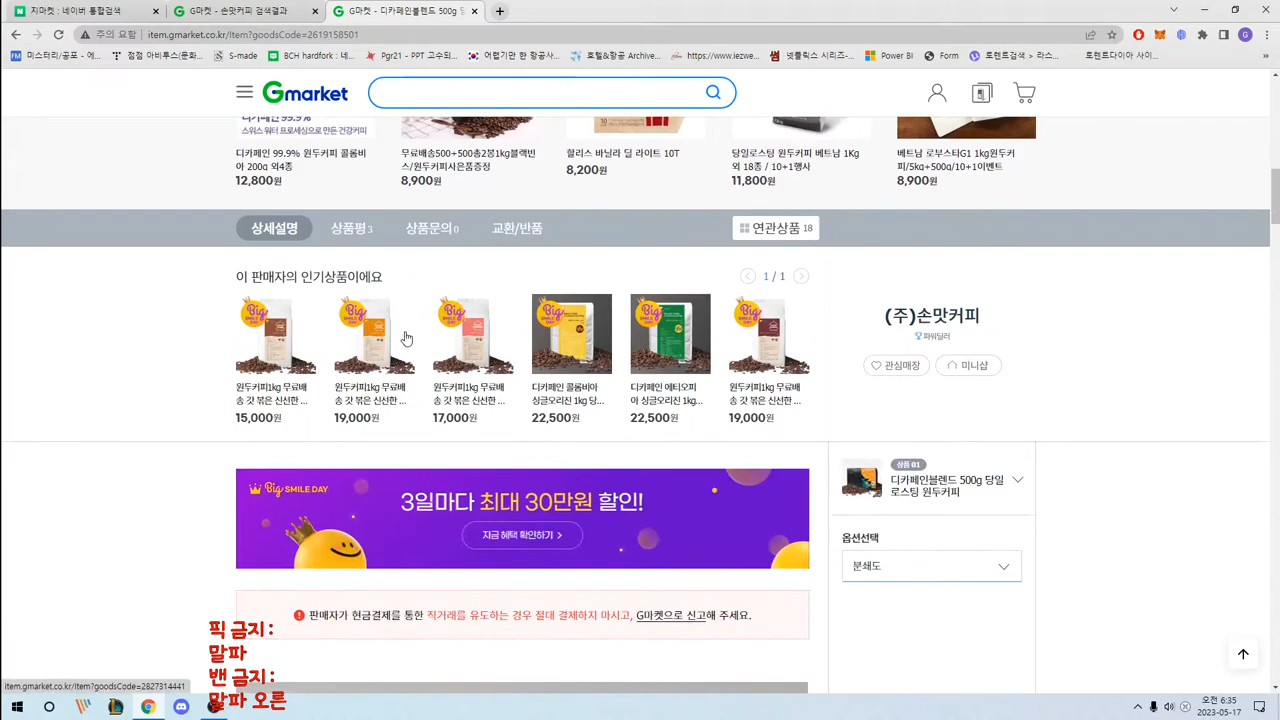 지마켓 : 네이버 통합검색
G마켓 - 손맛커피 검색결과
G마켓 - 디카페인블렌드 500g 당
주의 요함
item.gmarket.co.kr/Item?goodsCode=2619158501
BCH hardfork : 국...
Pgr21 - PPT 고수되...
어렵기만 한 항공사...
호텔&항공 Archive...
https://www.iezwe...
넷플릭스 시리즈...
Power BI
Form
토렌트검색 > 라스...
토렌트다이아 사이...
S-made
Gmarket
디카페인 99.9%
스위스 워터 프로세싱으로 만든 건강커피
디카페인 99.9% 원두커피 콜롬비
아 200g 외4종
12,800원
무료배송500+500총2봉1kg블랙빈
스/원두커피사은품증정
8,900원
할리스 바닐라 딜 라이트 10T
8,200원
당일로스팅 원두커피 베트남 1Kg
외 18종 / 10+1행사
11,800원
베트남 로부스타G1 1kg원두커
피/5kg+500g/10+1이벤트
8,900원
상세설명
상품평 3
상품문의 0
교환/반품
연관상품 18
이 판매자의 인기상품이에요
1 / 1
원두커피1kg 무료배
송 갓 볶은 신선한 ...
15,000원
원두커피1kg 무료배
송 갓 볶은 신선한 ...
19,000원
원두커피1kg 무료배
송 갓 볶은 신선한 ...
17,000원
디카페인 콜롬비아
싱글오리진 1kg 당...
22,500원
디카페인 에티오피
아 싱글오리진 1kg...
22,500원
원두커피1kg 무료배
송 갓 볶은 신선한 ...
19,000원
(주)손맛커피
파워딜러
관심매장
미니샵
Big SMILE DAY
3일마다 최대 30만원 할인!
지금 혜택 확인하기 >
상품 01
디카페인블렌드 500g 당일
로스팅 원두커피
옵션선택
분쇄도
판매자가 현금결제를 통한 직거래를 유도하는 경우 절대 결제하지 마시고, G마켓으로 신고해 주세요.
픽 금지 :
말파
밴 금지 :
말파 오른
item.gmarket.co.kr/Item?goodsCode=2827314441
오전 6:35
2023-05-17